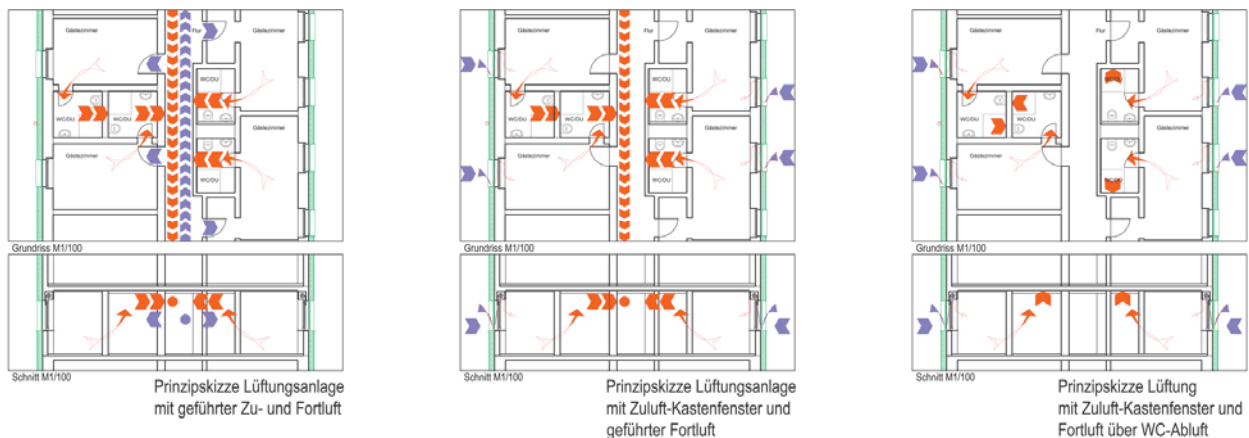 Gästezimmer
Flur
Gästezimmer
WC/DU
WC/DU
WC/DU
Gästezimmer
Gästezimmer
WC/DU
Grundriss M1/100
Schnitt M1/100
Prinzipskizze Lüftungsanlage
mit geführter Zu- und Fortluft
Gästezimmer
Flur
Gästezimmer
WC/DU
WC/DU
WC/DU
Gästezimmer
Gästezimmer
WC/DU
Grundriss M1/100
Schnitt M1/100
Prinzipskizze Lüftungsanlage
mit Zuluft-Kastenfenster und
geführter Fortluft
Gästezimmer
Flur
Gästezimmer
WC/DU
WC/DU
Gästezimmer
Gästezimmer
Grundriss M1/100
Schnitt M1/100
Prinzipskizze Lüftung
mit Zuluft-Kastenfenster und
Fortluft über WC-Abluft